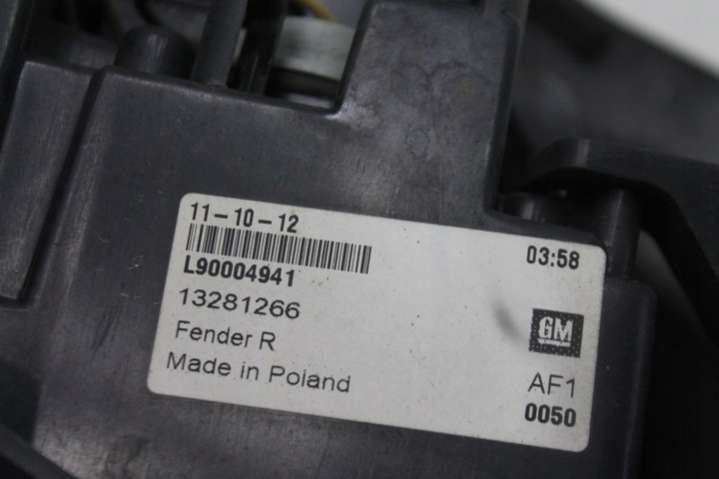 11-10-12
03:58
L90004941
13281266
GM
Fender R
Made in Poland
AF1
0050